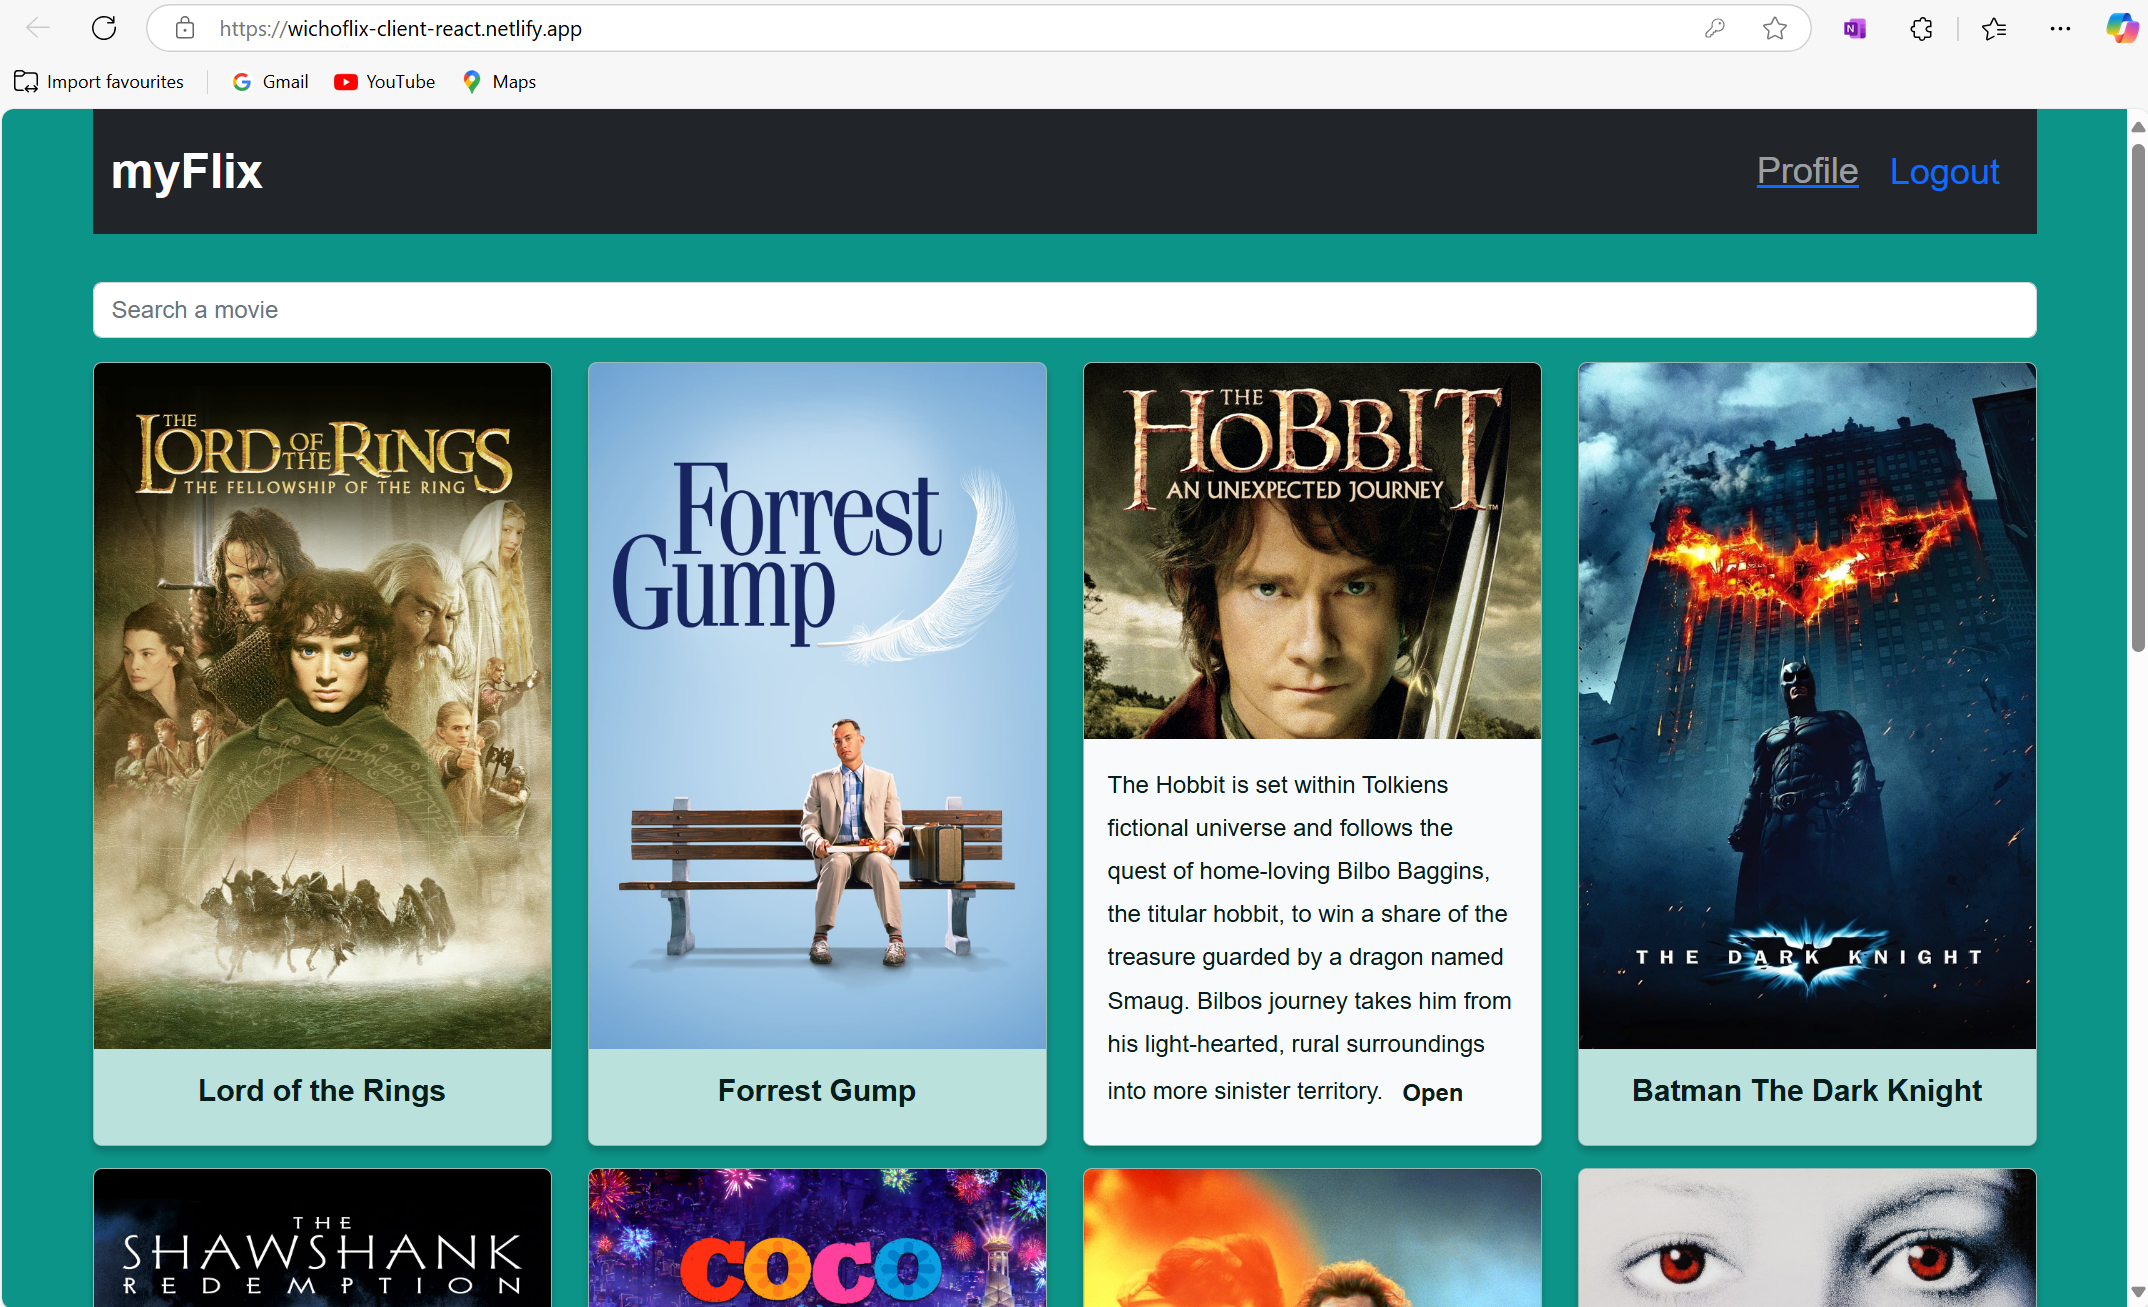 https://wichoflix-client-react.netlify.app
Import favourites
Gmail
YouTube
Maps
myFlix
Profile
Logout
Search a movie
THE
LORD OF THE RINGS
THE FELLOWSHIP OF THE RING
Lord of the Rings
Forrest
Gump
Forrest Gump
THE
HOBBIT
AN UNEXPECTED JOURNEY
TM
The Hobbit is set within Tolkiens
fictional universe and follows the
quest of home-loving Bilbo Baggins,
the titular hobbit, to win a share of the
treasure guarded by a dragon named
Smaug. Bilbos journey takes him from
his light-hearted, rural surroundings
into more sinister territory. Open
THE DARK KNIGHT
Batman The Dark Knight
THE
SHAWSHANK
REDEMPTION
COCO